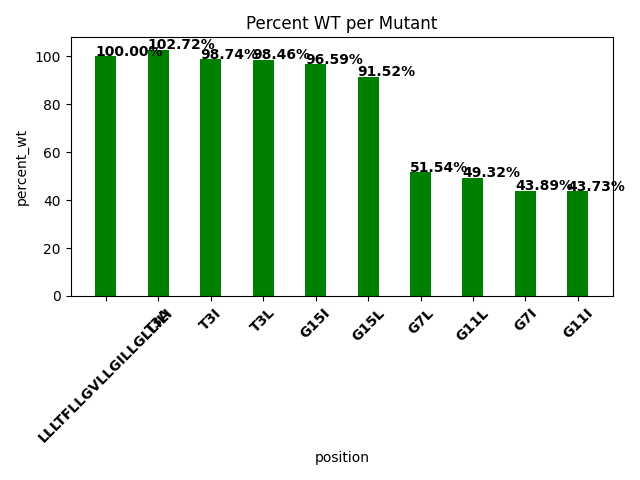 Percent WT per Mutant
percent_wt
100
80
60
40
20
0
100.00%
102.72%
98.74%
98.46%
96.59%
91.52%
51.54%
49.32%
43.89%
43.73%
T3A
T3I
T3L
G15I
G15L
G7L
G11L
G7I
G11I
position